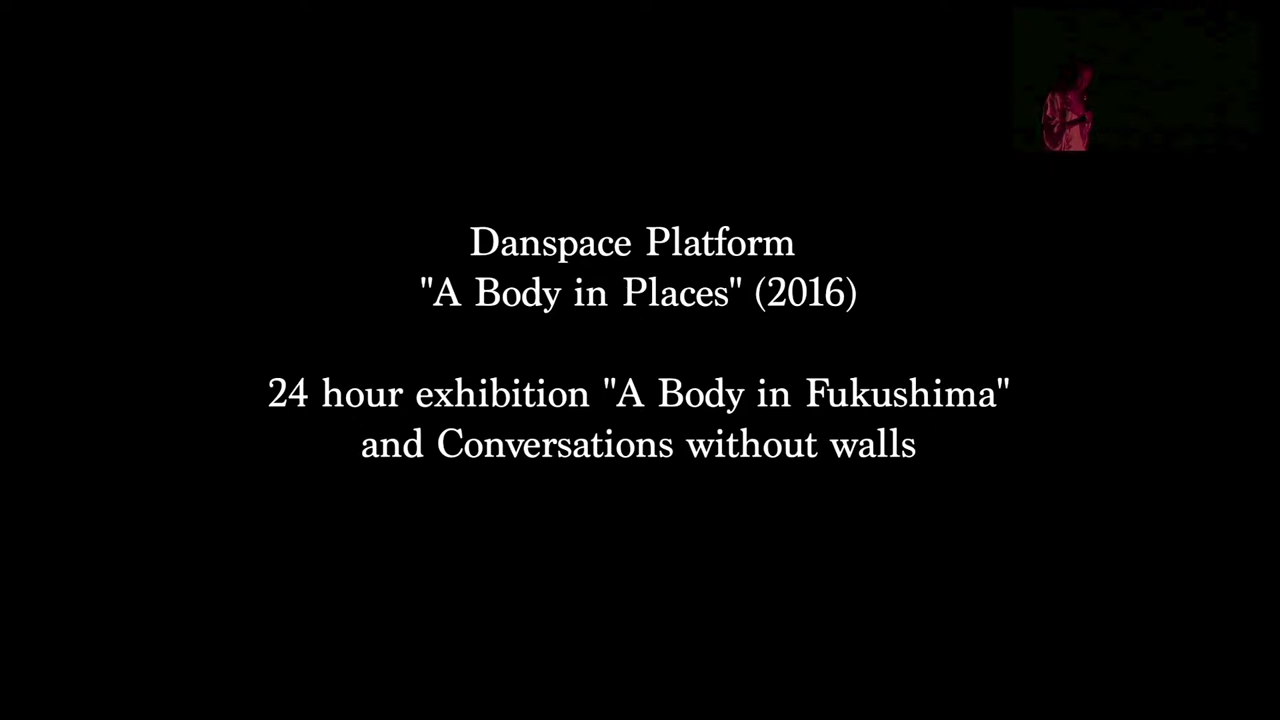 Danspace Platform
"A Body in Places" (2016)
24 hour exhibition "A Body in Fukushima"
and Conversations without walls